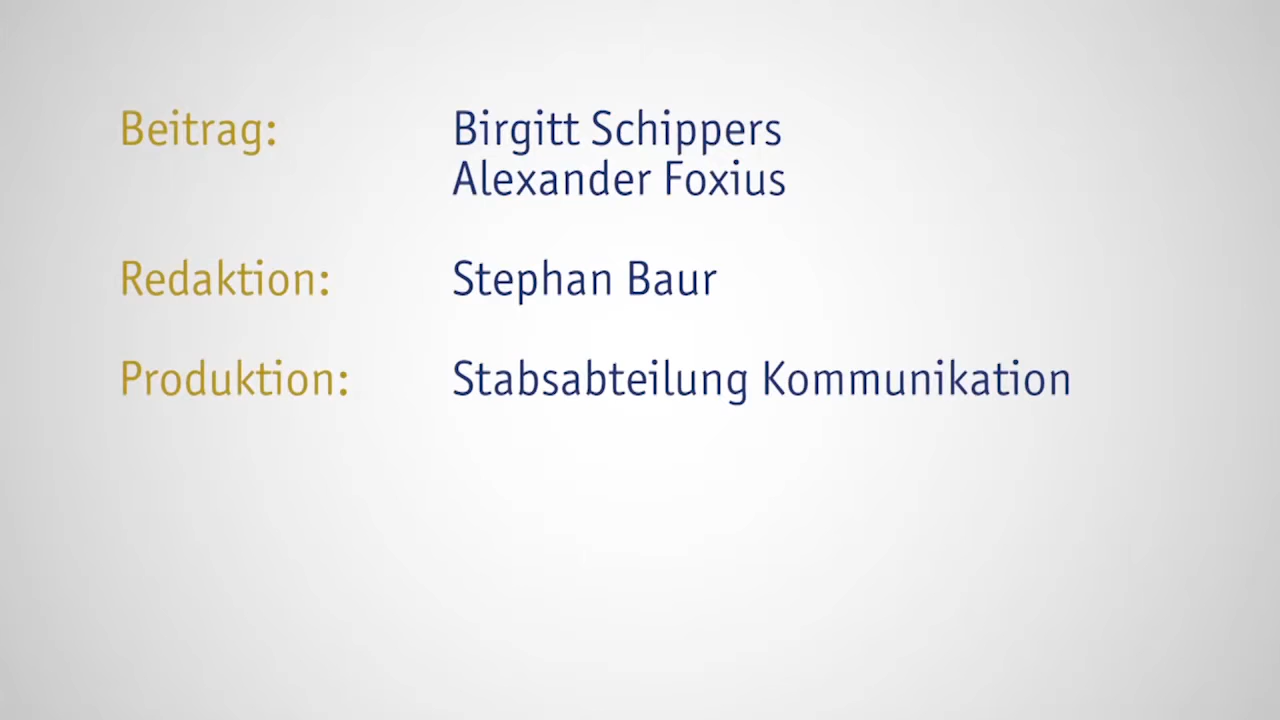 Beitrag: Birgitt Schippers
Alexander Foxius
Redaktion: Stephan Baur
Produktion: Stabsabteilung Kommunikation